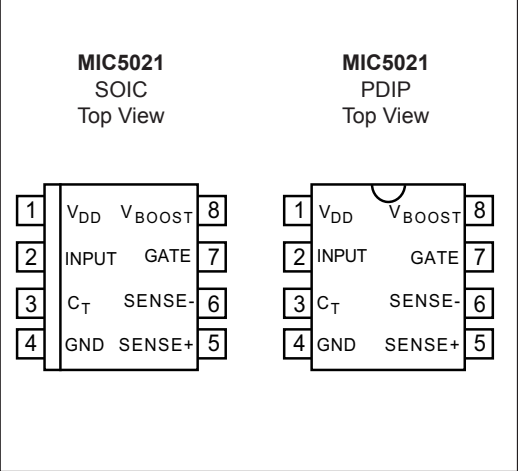 MIC5021
SOIC
Top View
1 VDD VBOOST 8
2 INPUT GATE 7
3 CT SENSE- 6
4 GND SENSE+ 5
MIC5021
PDIP
Top View
1 VDD VBOOST 8
2 INPUT GATE 7
3 CT SENSE- 6
4 GND SENSE+ 5